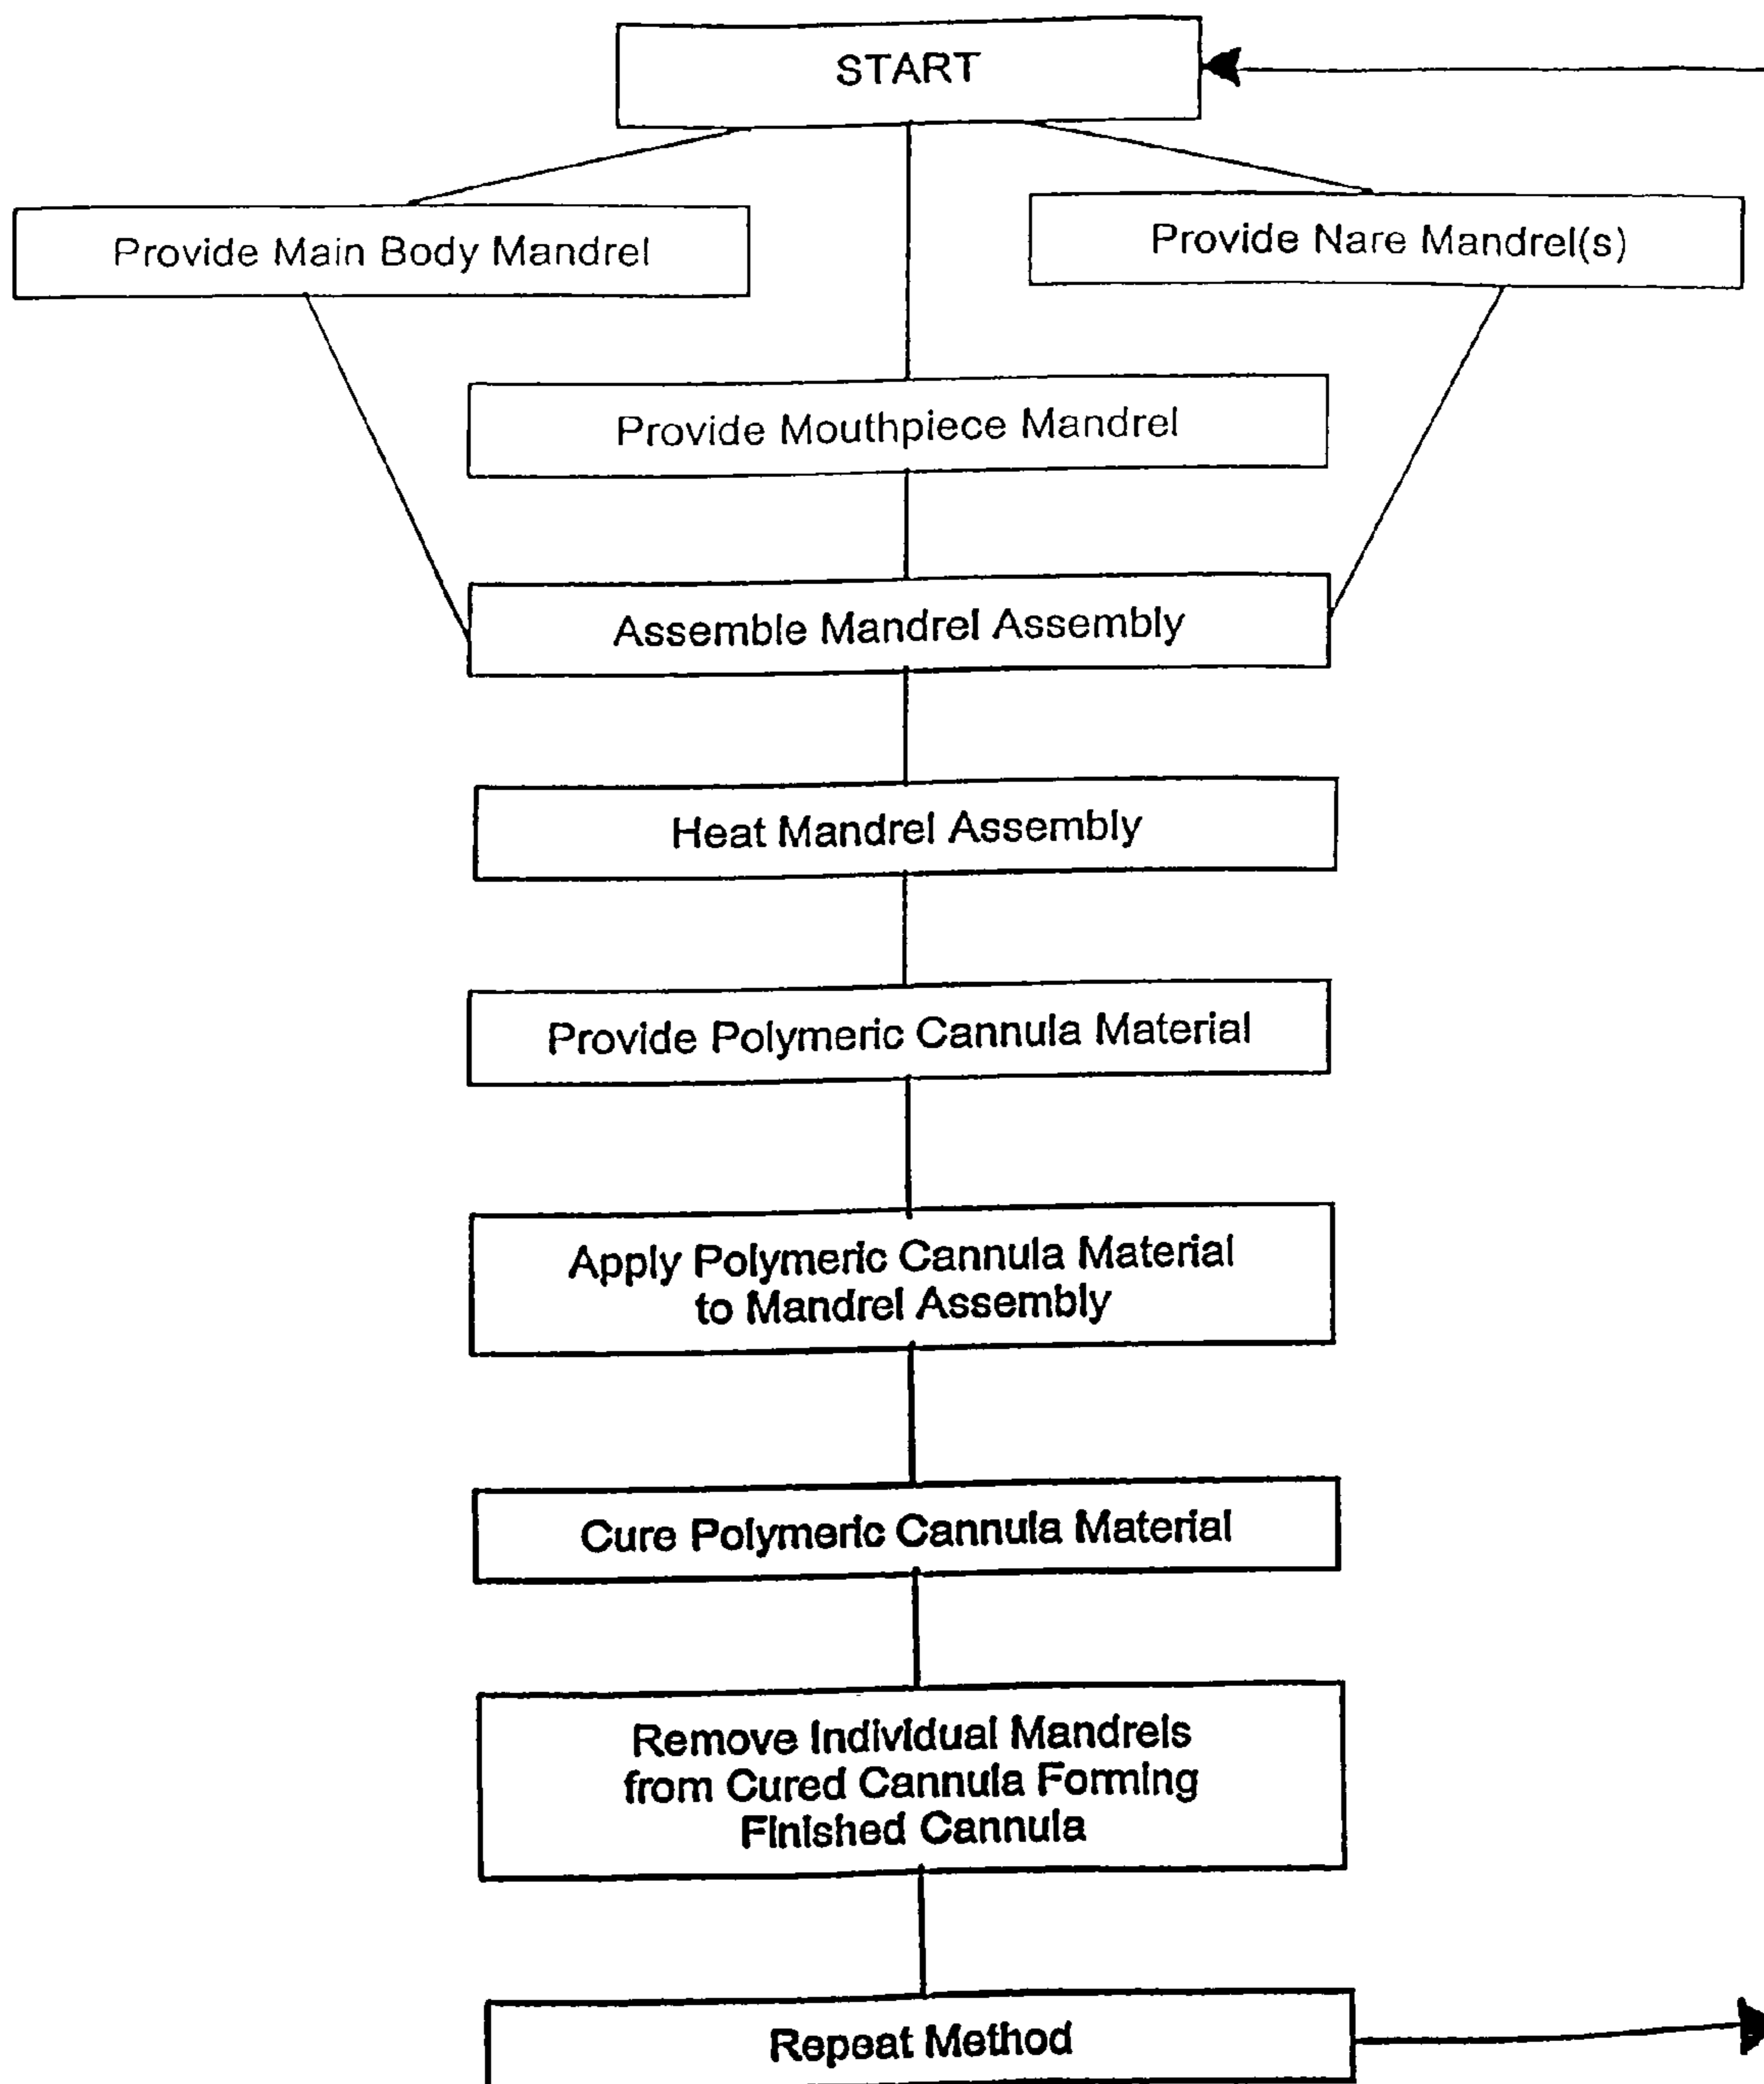 START
Provide Main Body Mandrel
Provide Nare Mandrel(s)
Provide Mouthpiece Mandrel
Assemble Mandrel Assembly
Heat Mandrel Assembly
Provide Polymeric Cannula Material
Apply Polymeric Cannula Material
to Mandrel Assembly
Cure Polymeric Cannula Material
Remove Individual Mandrels
from Cured Cannula Forming
Finished Cannula
Repeat Method